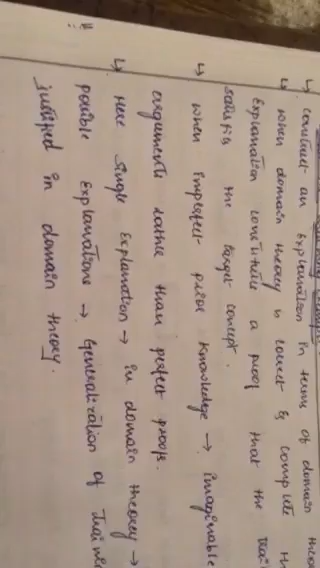 ↳ construct an explanation in terms of domain theo
↳ when domain theory is correct & complete th
explanation constitutes a proof that the trai
satisfies the target concept.
↳ when imperfect prior knowledge → imaginable
arguments rather than perfect proofs.
↳ Here single explanation → in domain theory →
possible explanations → Generalization of train
justified in domain theory.